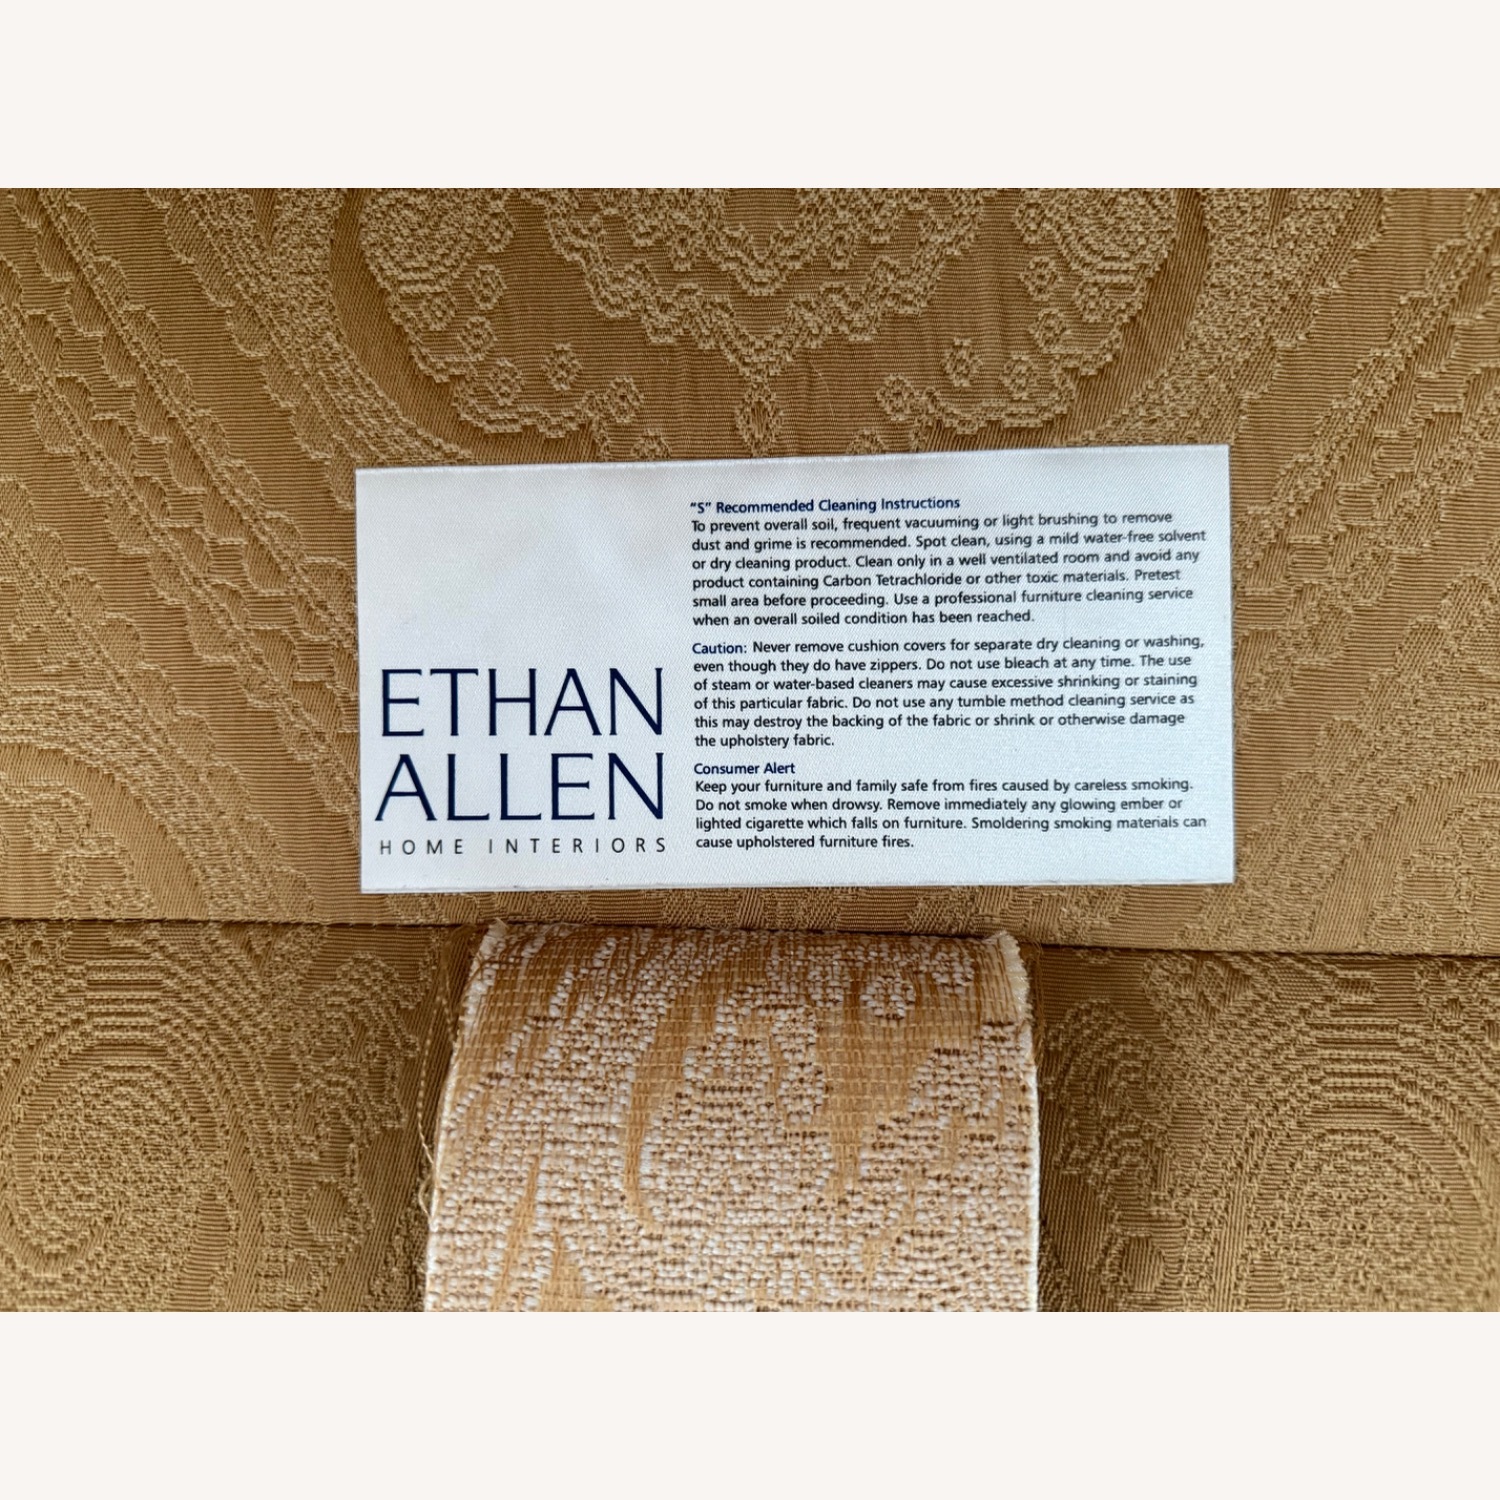 ETHAN
ALLEN
HOME INTERIORS
“S” Recommended Cleaning Instructions
To prevent overall soil, frequent vacuuming or light brushing to remove
dust and grime is recommended. Spot clean, using a mild water-free solvent
or dry cleaning product. Clean only in a well ventilated room and avoid any
product containing Carbon Tetrachloride or other toxic materials. Pretest
small area before proceeding. Use a professional furniture cleaning service
when an overall soiled condition has been reached.
Caution: Never remove cushion covers for separate dry cleaning or washing,
even though they do have zippers. Do not use bleach at any time. The use
of steam or water-based cleaners may cause excessive shrinking or staining
of this particular fabric. Do not use any tumble method cleaning service as
this may destroy the backing of the fabric or shrink or otherwise damage
the upholstery fabric.
Consumer Alert
Keep your furniture and family safe from fires caused by careless smoking.
Do not smoke when drowsy. Remove immediately any glowing ember or
lighted cigarette which falls on furniture. Smoldering smoking materials can
cause upholstered furniture fires.